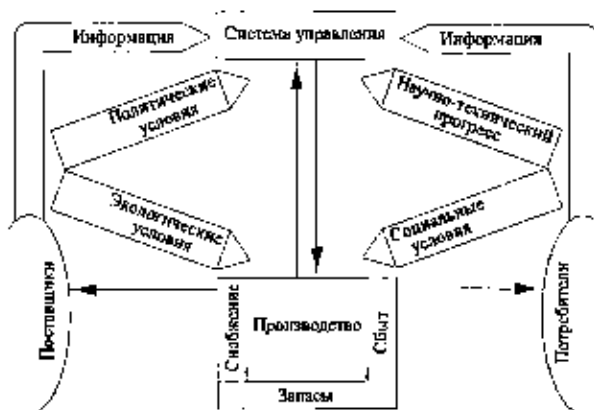 Информация
Система управления
Информация
Политические
условия
Научно-технический
прогресс
Экологические
условия
Социальные
условия
Поставщики
Снабжение
Производство
Сбыт
Потребители
Запасы